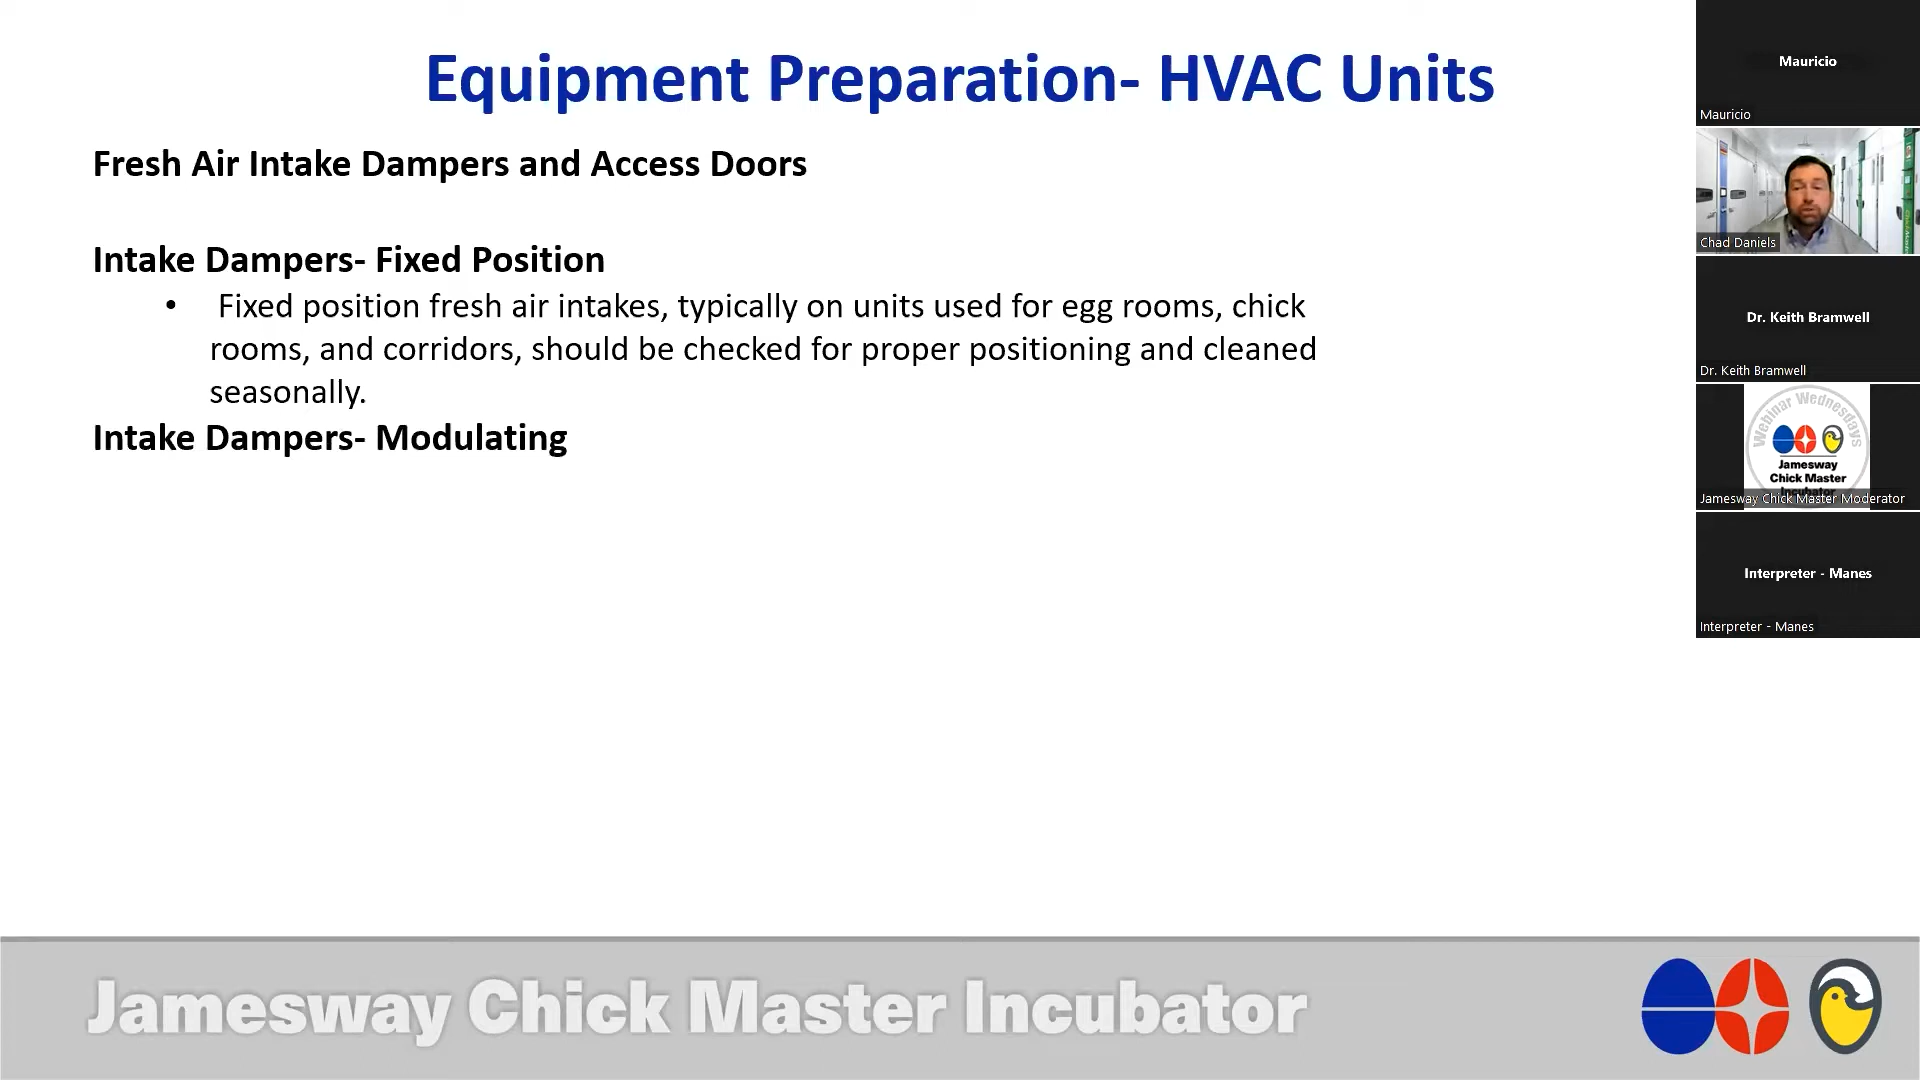 Equipment Preparation- HVAC Units
Fresh Air Intake Dampers and Access Doors
Intake Dampers- Fixed Position
• Fixed position fresh air intakes, typically on units used for egg rooms, chick
rooms, and corridors, should be checked for proper positioning and cleaned
seasonally.
Intake Dampers- Modulating
Jamesway Chick Master Incubator
Mauricio
Mauricio
Chad Daniels
Dr. Keith Bramwell
Dr. Keith Bramwell
Webinar Wednesdays
Jamesway
Chick Master
Incubator
Jamesway Chick Master Moderator
Interpreter - Manes
Interpreter - Manes